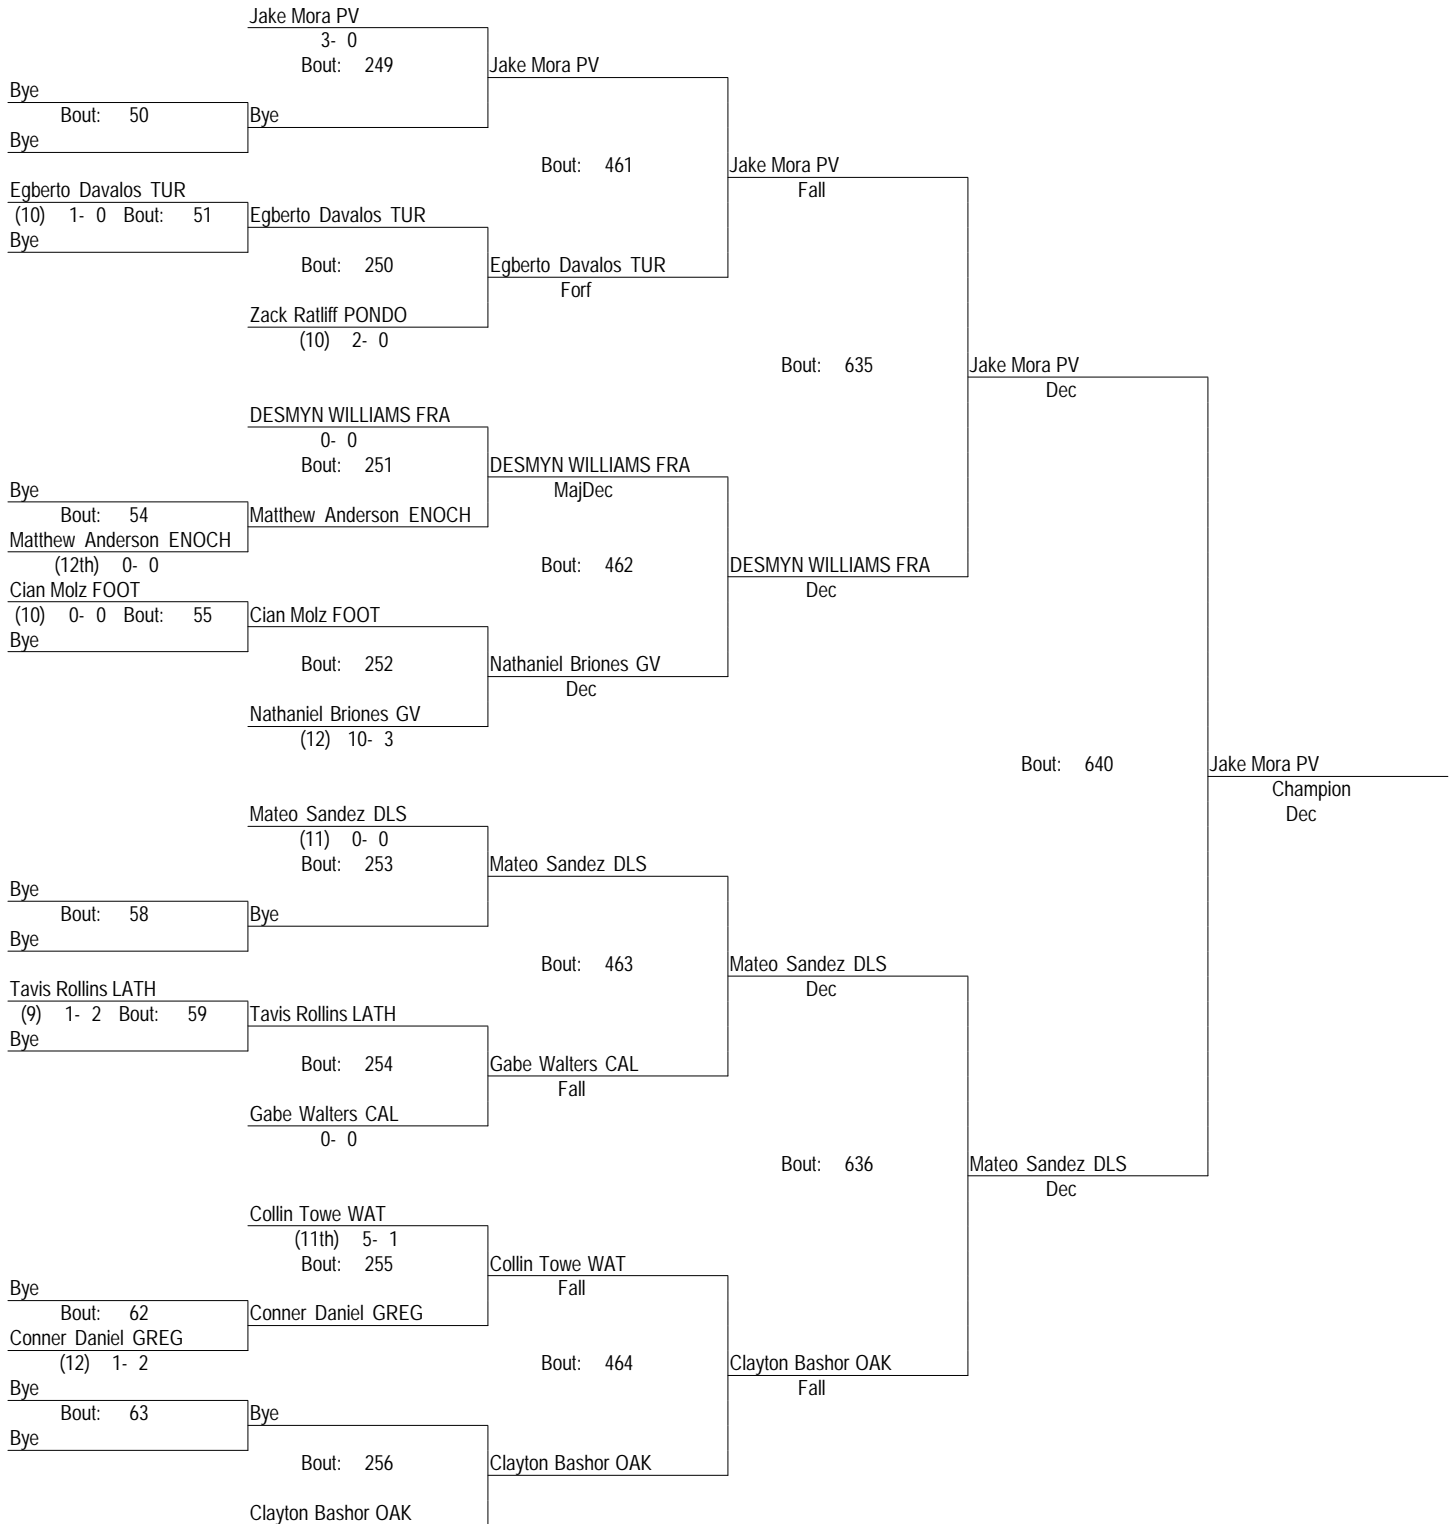 Jake Mora PV
3- 0
Bout: 249
Jake Mora PV
Bye
Bout: 50
Bye
Bye
Bout: 461
Jake Mora PV
Fall
Egberto Davalos TUR
(10) 1- 0 Bout: 51
Egberto Davalos TUR
Bye
Bout: 250
Egberto Davalos TUR
Forf
Zack Ratliff PONDO
(10) 2- 0
Bout: 635
Jake Mora PV
Dec
DESMYN WILLIAMS FRA
0- 0
Bout: 251
DESMYN WILLIAMS FRA
MajDec
Bye
Bout: 54
Matthew Anderson ENOCH
Matthew Anderson ENOCH
(12th) 0- 0
Bout: 462
DESMYN WILLIAMS FRA
Dec
Cian Molz FOOT
(10) 0- 0 Bout: 55
Cian Molz FOOT
Bye
Bout: 252
Nathaniel Briones GV
Dec
Nathaniel Briones GV
(12) 10- 3
Bout: 640
Jake Mora PV
Champion
Dec
Mateo Sandez DLS
(11) 0- 0
Bout: 253
Mateo Sandez DLS
Bye
Bout: 58
Bye
Bye
Bout: 463
Mateo Sandez DLS
Dec
Tavis Rollins LATH
(9) 1- 2 Bout: 59
Tavis Rollins LATH
Bye
Bout: 254
Gabe Walters CAL
Fall
Gabe Walters CAL
0- 0
Bout: 636
Mateo Sandez DLS
Dec
Collin Towe WAT
(11th) 5- 1
Bout: 255
Collin Towe WAT
Fall
Bye
Bout: 62
Conner Daniel GREG
Conner Daniel GREG
(12) 1- 2
Bout: 464
Clayton Bashor OAK
Fall
Bye
Bout: 63
Bye
Bye
Bout: 256
Clayton Bashor OAK
Clayton Bashor OAK